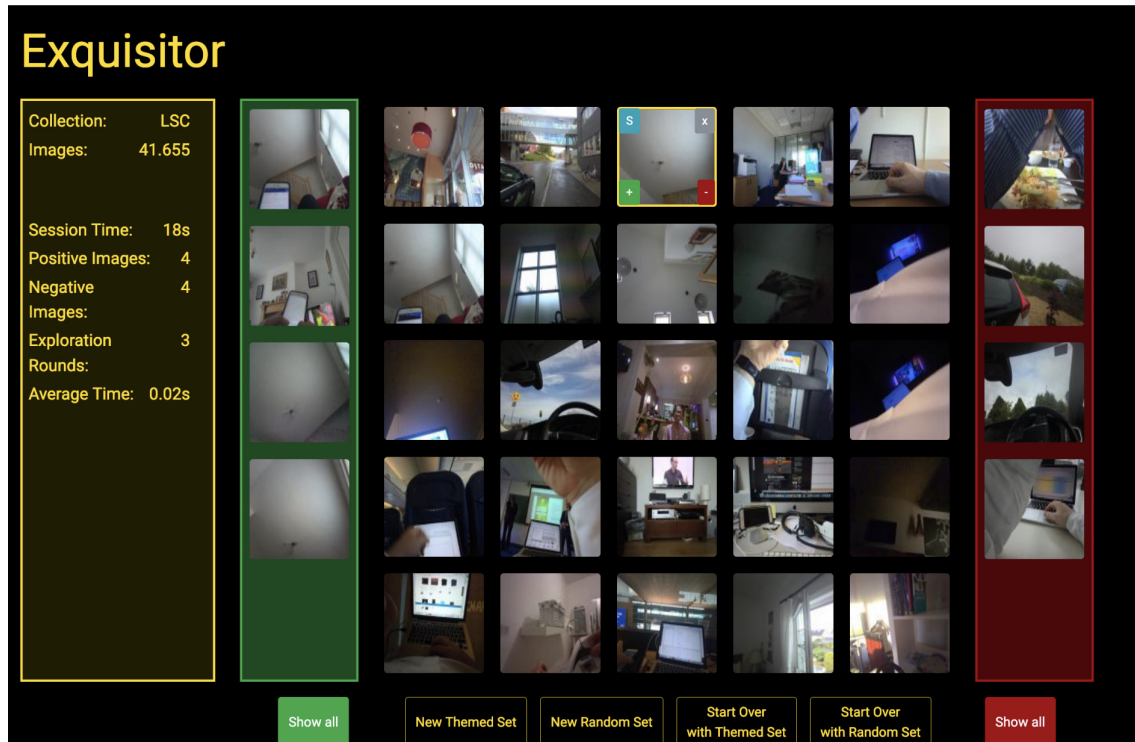 Exquisitor
Collection: LSC
Images: 41.655
Session Time: 18s
Positive Images: 4
Negative
Images: 4
Exploration
Rounds: 3
Average Time: 0.02s
S x
+ -
Show all
New Themed Set
New Random Set
Start Over
with Themed Set
Start Over
with Random Set
Show all